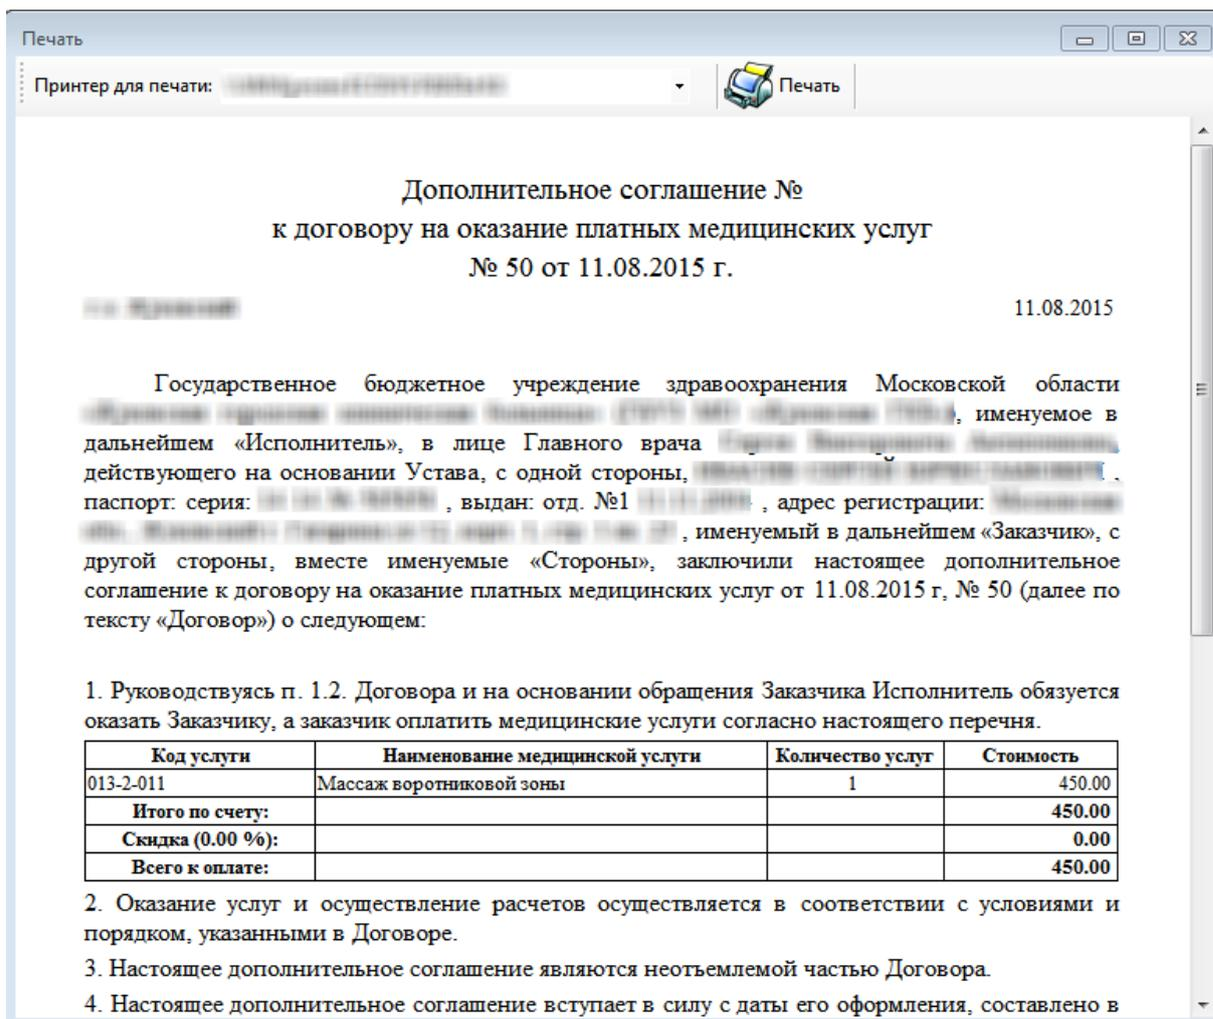 Печать
Принтер для печати:
Печать
Дополнительное соглашение №
к договору на оказание платных медицинских услуг
№ 50 от 11.08.2015 г.
11.08.2015
Государственное бюджетное учреждение здравоохранения Московской области
, именуемое в
дальнейшем «Исполнитель», в лице Главного врача
действующего на основании Устава, с одной стороны, ,
паспорт: серия: , выдан: отд. №1 , адрес регистрации:
, именуемый в дальнейшем «Заказчик», с
другой стороны, вместе именуемые «Стороны», заключили настоящее дополнительное
соглашение к договору на оказание платных медицинских услуг от 11.08.2015 г, № 50 (далее по
тексту «Договор») о следующем:
1. Руководствуясь п. 1.2. Договора и на основании обращения Заказчика Исполнитель обязуется
оказать Заказчику, а заказчик оплатить медицинские услуги согласно настоящего перечня.
Код услуги Наименование медицинской услуги Количество услуг Стоимость
013-2-011 Массаж воротниковой зоны 1 450.00
Итого по счету: 450.00
Скидка (0.00 %): 0.00
Всего к оплате: 450.00
2. Оказание услуг и осуществление расчетов осуществляется в соответствии с условиями и
порядком, указанными в Договоре.
3. Настоящее дополнительное соглашение являются неотъемлемой частью Договора.
4. Настоящее дополнительное соглашение вступает в силу с даты его оформления, составлено в